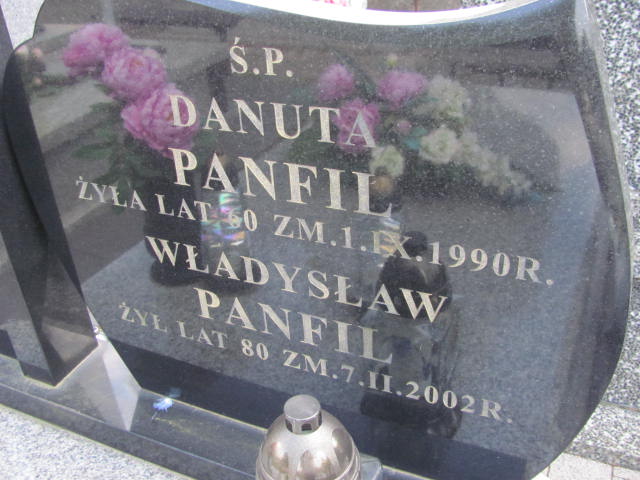 Ś.P.
DANUTA
PANFIL
ŻYŁA LAT 60 ZM.1.IX.1990R.
WŁADYSŁAW
PANFIL
ŻYŁ LAT 80 ZM.7.II.2002R.